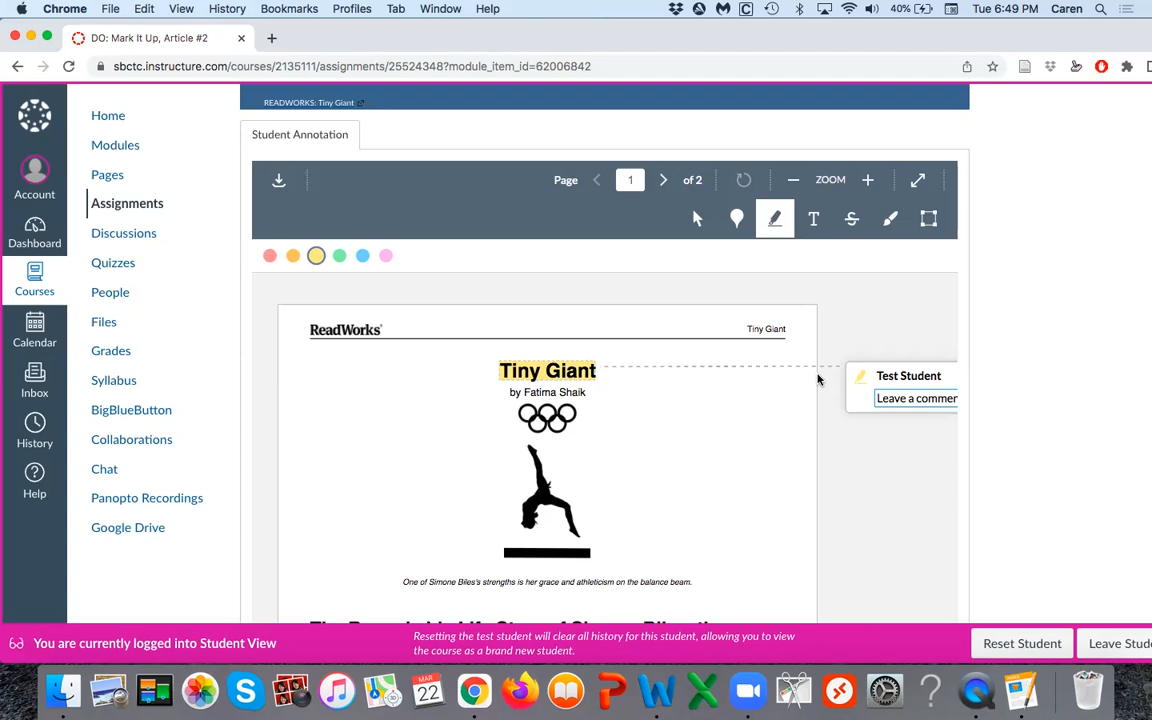 Chrome File Edit View History Bookmarks Profiles Tab Window Help 40% Tue 6:49 PM Caren
DO: Mark It Up, Article #2
sbctc.instructure.com/courses/2135111/assignments/25524348?module_item_id=62006842
Account
Dashboard
Courses
Calendar
Inbox
History
Help
Home
Modules
Pages
Assignments
Discussions
Quizzes
People
Files
Grades
Syllabus
BigBlueButton
Collaborations
Chat
Panopto Recordings
Google Drive
READWORKS: Tiny Giant
Student Annotation
Page 1 of 2 ZOOM
T S
ReadWorks® Tiny Giant
Tiny Giant
by Fatima Shaik
One of Simone Biles's strengths is her grace and athleticism on the balance beam.
Test Student
Leave a commen
You are currently logged into Student View
Resetting the test student will clear all history for this student, allowing you to view
the course as a brand new student.
Reset Student
Leave Stud
MAR
22